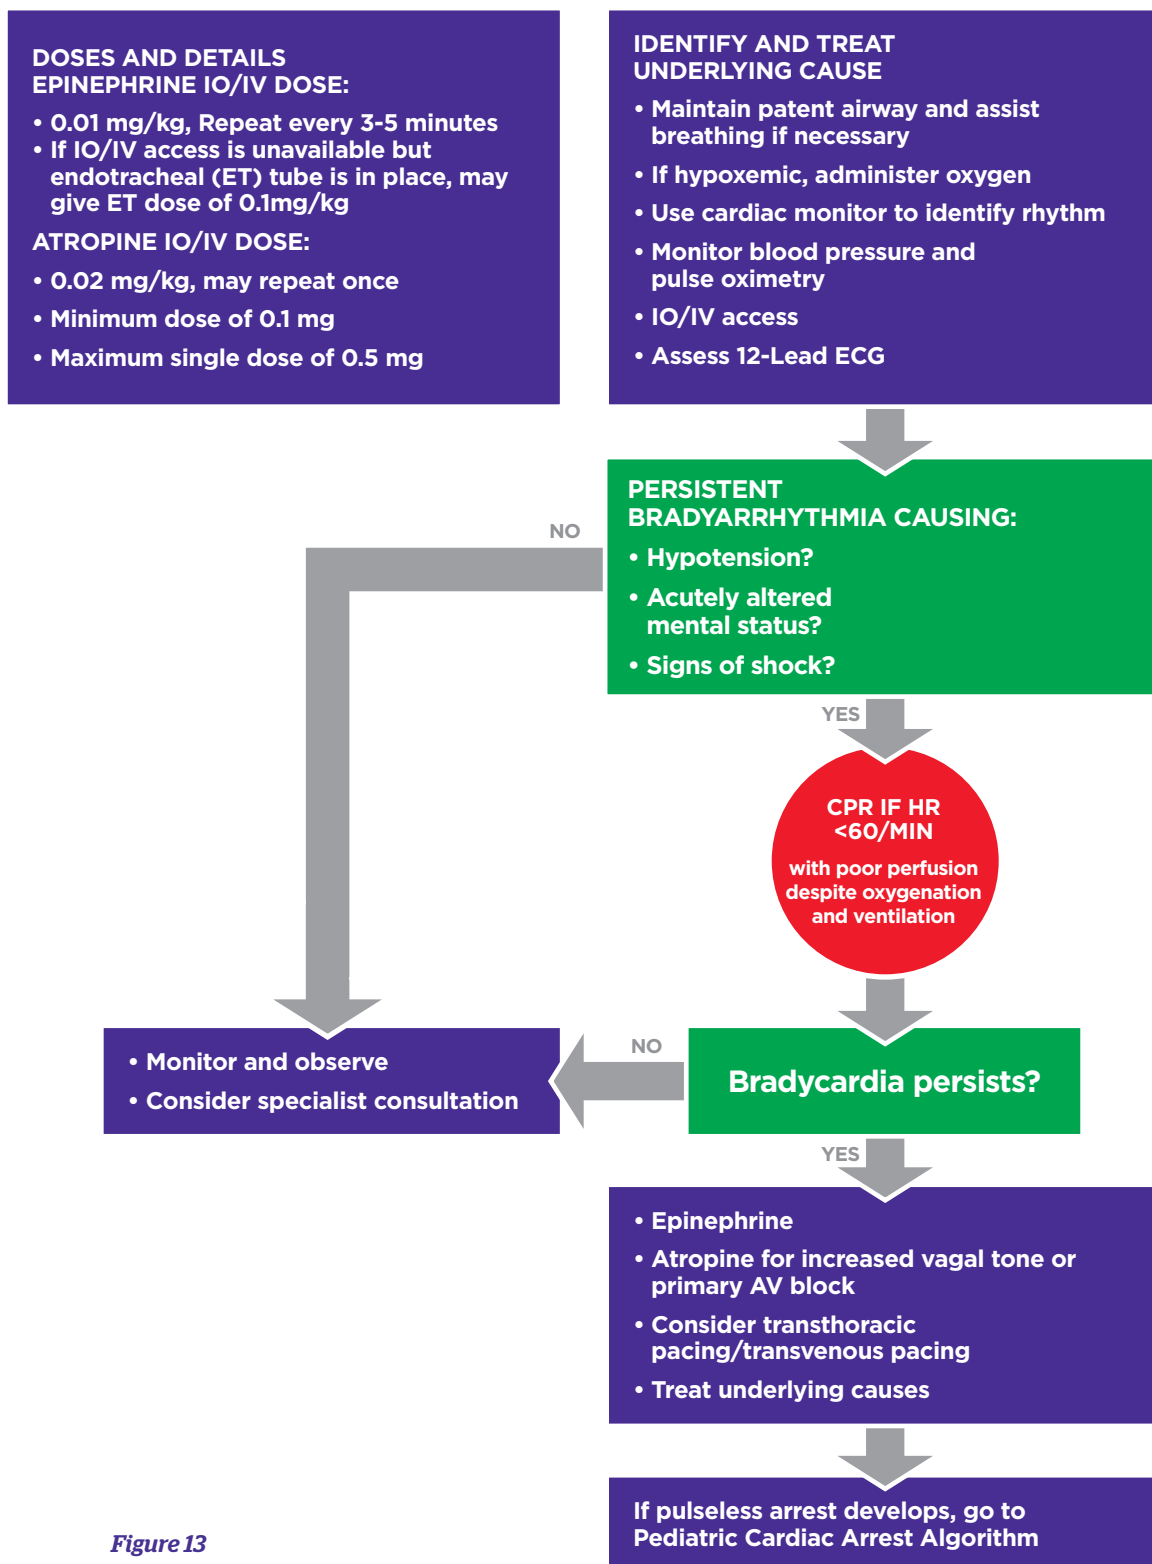 DOSES AND DETAILS
EPINEPHRINE IO/IV DOSE:
• 0.01 mg/kg, Repeat every 3-5 minutes
• If IO/IV access is unavailable but
endotracheal (ET) tube is in place, may
give ET dose of 0.1mg/kg
ATROPINE IO/IV DOSE:
• 0.02 mg/kg, may repeat once
• Minimum dose of 0.1 mg
• Maximum single dose of 0.5 mg
IDENTIFY AND TREAT
UNDERLYING CAUSE
• Maintain patent airway and assist
breathing if necessary
• If hypoxemic, administer oxygen
• Use cardiac monitor to identify rhythm
• Monitor blood pressure and
pulse oximetry
• IO/IV access
• Assess 12-Lead ECG
PERSISTENT
BRADYARRHYTHMIA CAUSING:
• Hypotension?
• Acutely altered
mental status?
• Signs of shock?
NO
YES
CPR IF HR
<60/MIN
with poor perfusion
despite oxygenation
and ventilation
Bradycardia persists?
NO
• Monitor and observe
• Consider specialist consultation
YES
• Epinephrine
• Atropine for increased vagal tone or
primary AV block
• Consider transthoracic
pacing/transvenous pacing
• Treat underlying causes
If pulseless arrest develops, go to
Pediatric Cardiac Arrest Algorithm
Figure 13